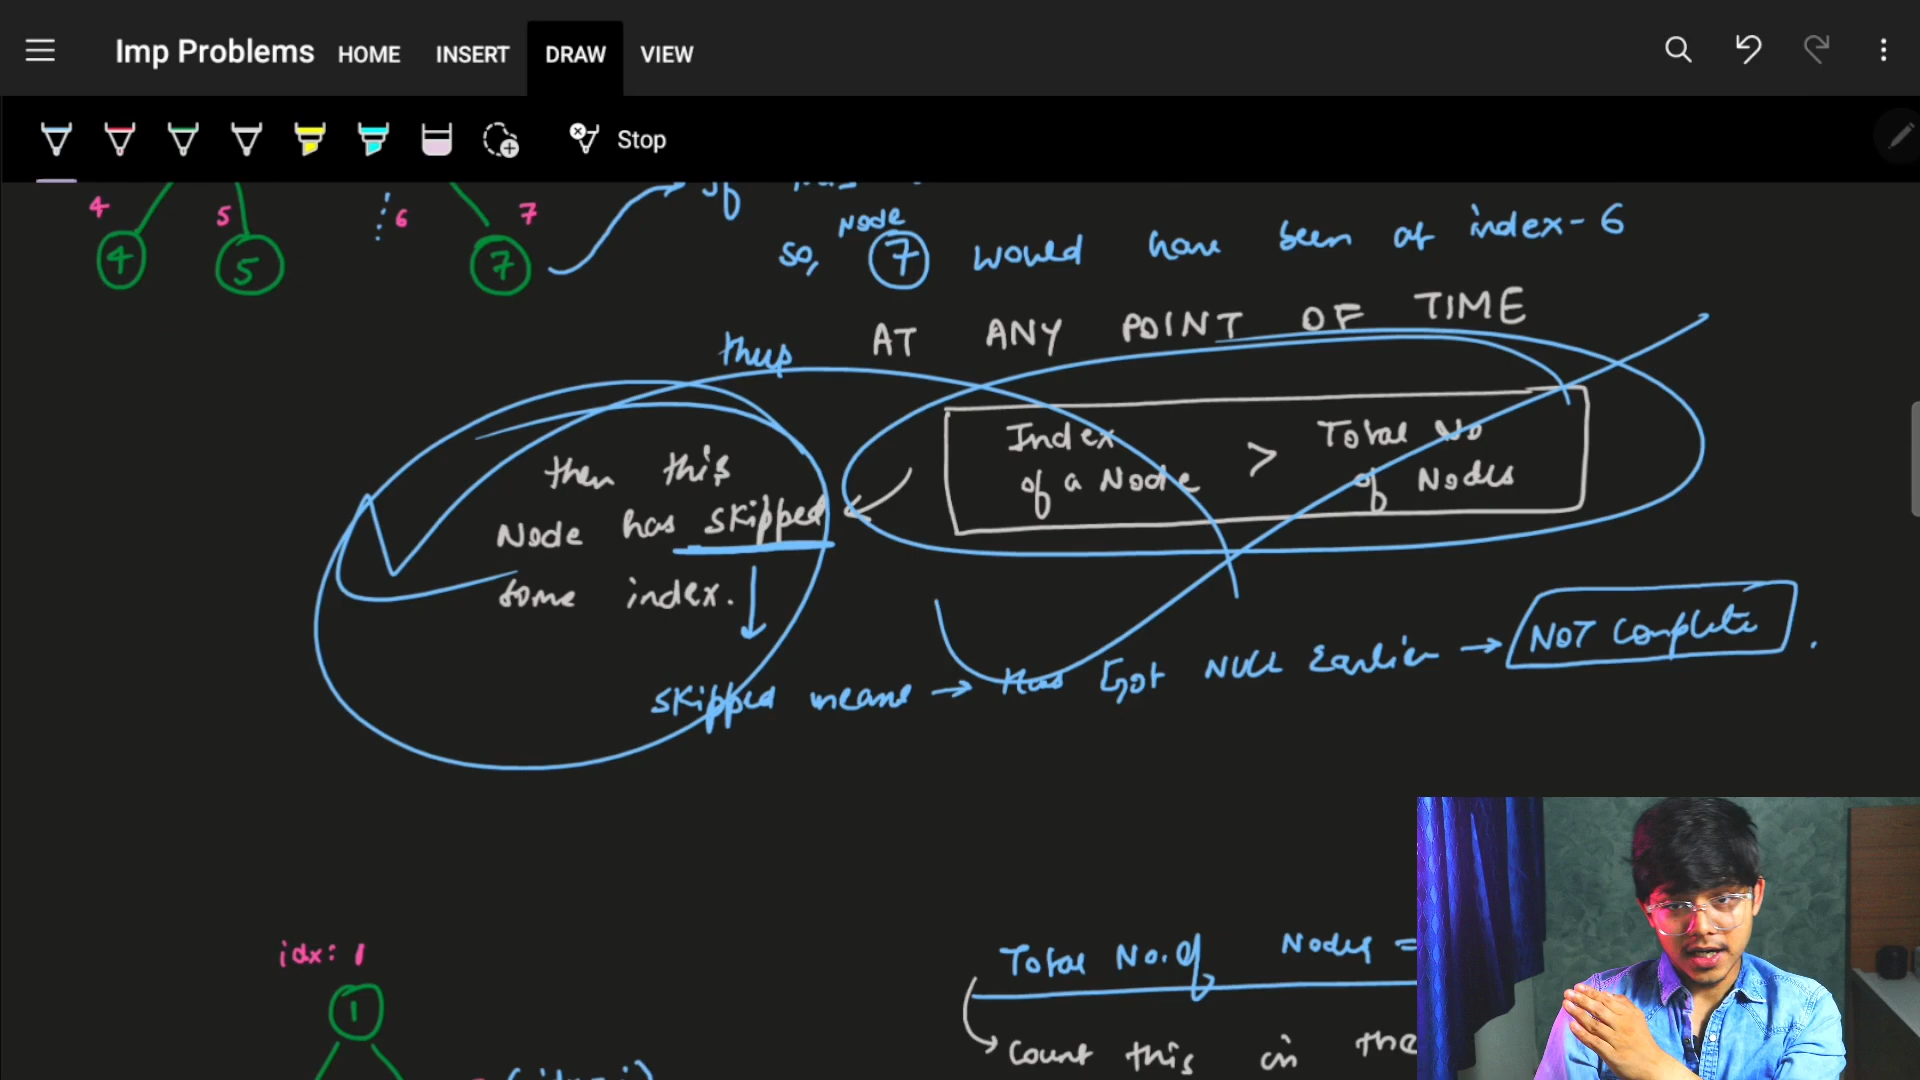 Imp Problems HOME INSERT DRAW VIEW
Stop
4 5 6 7
4 5 7
Node
so, 7 would have been at index-6
thus AT ANY POINT OF TIME
Index
of a Node > Total No
of Nodes
then this
Node has skipped
some index.
skipped means → Has Got NULL Earlier → NOT Complete.
idx: 1
1
Total No. of Nodes =
Count this in the